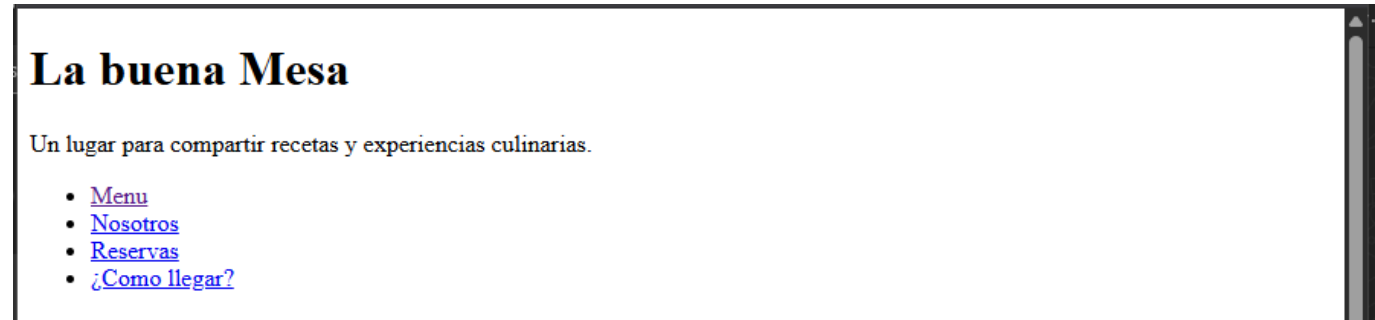 La buena Mesa
Un lugar para compartir recetas y experiencias culinarias.
Menu
Nosotros
Reservas
¿Como llegar?